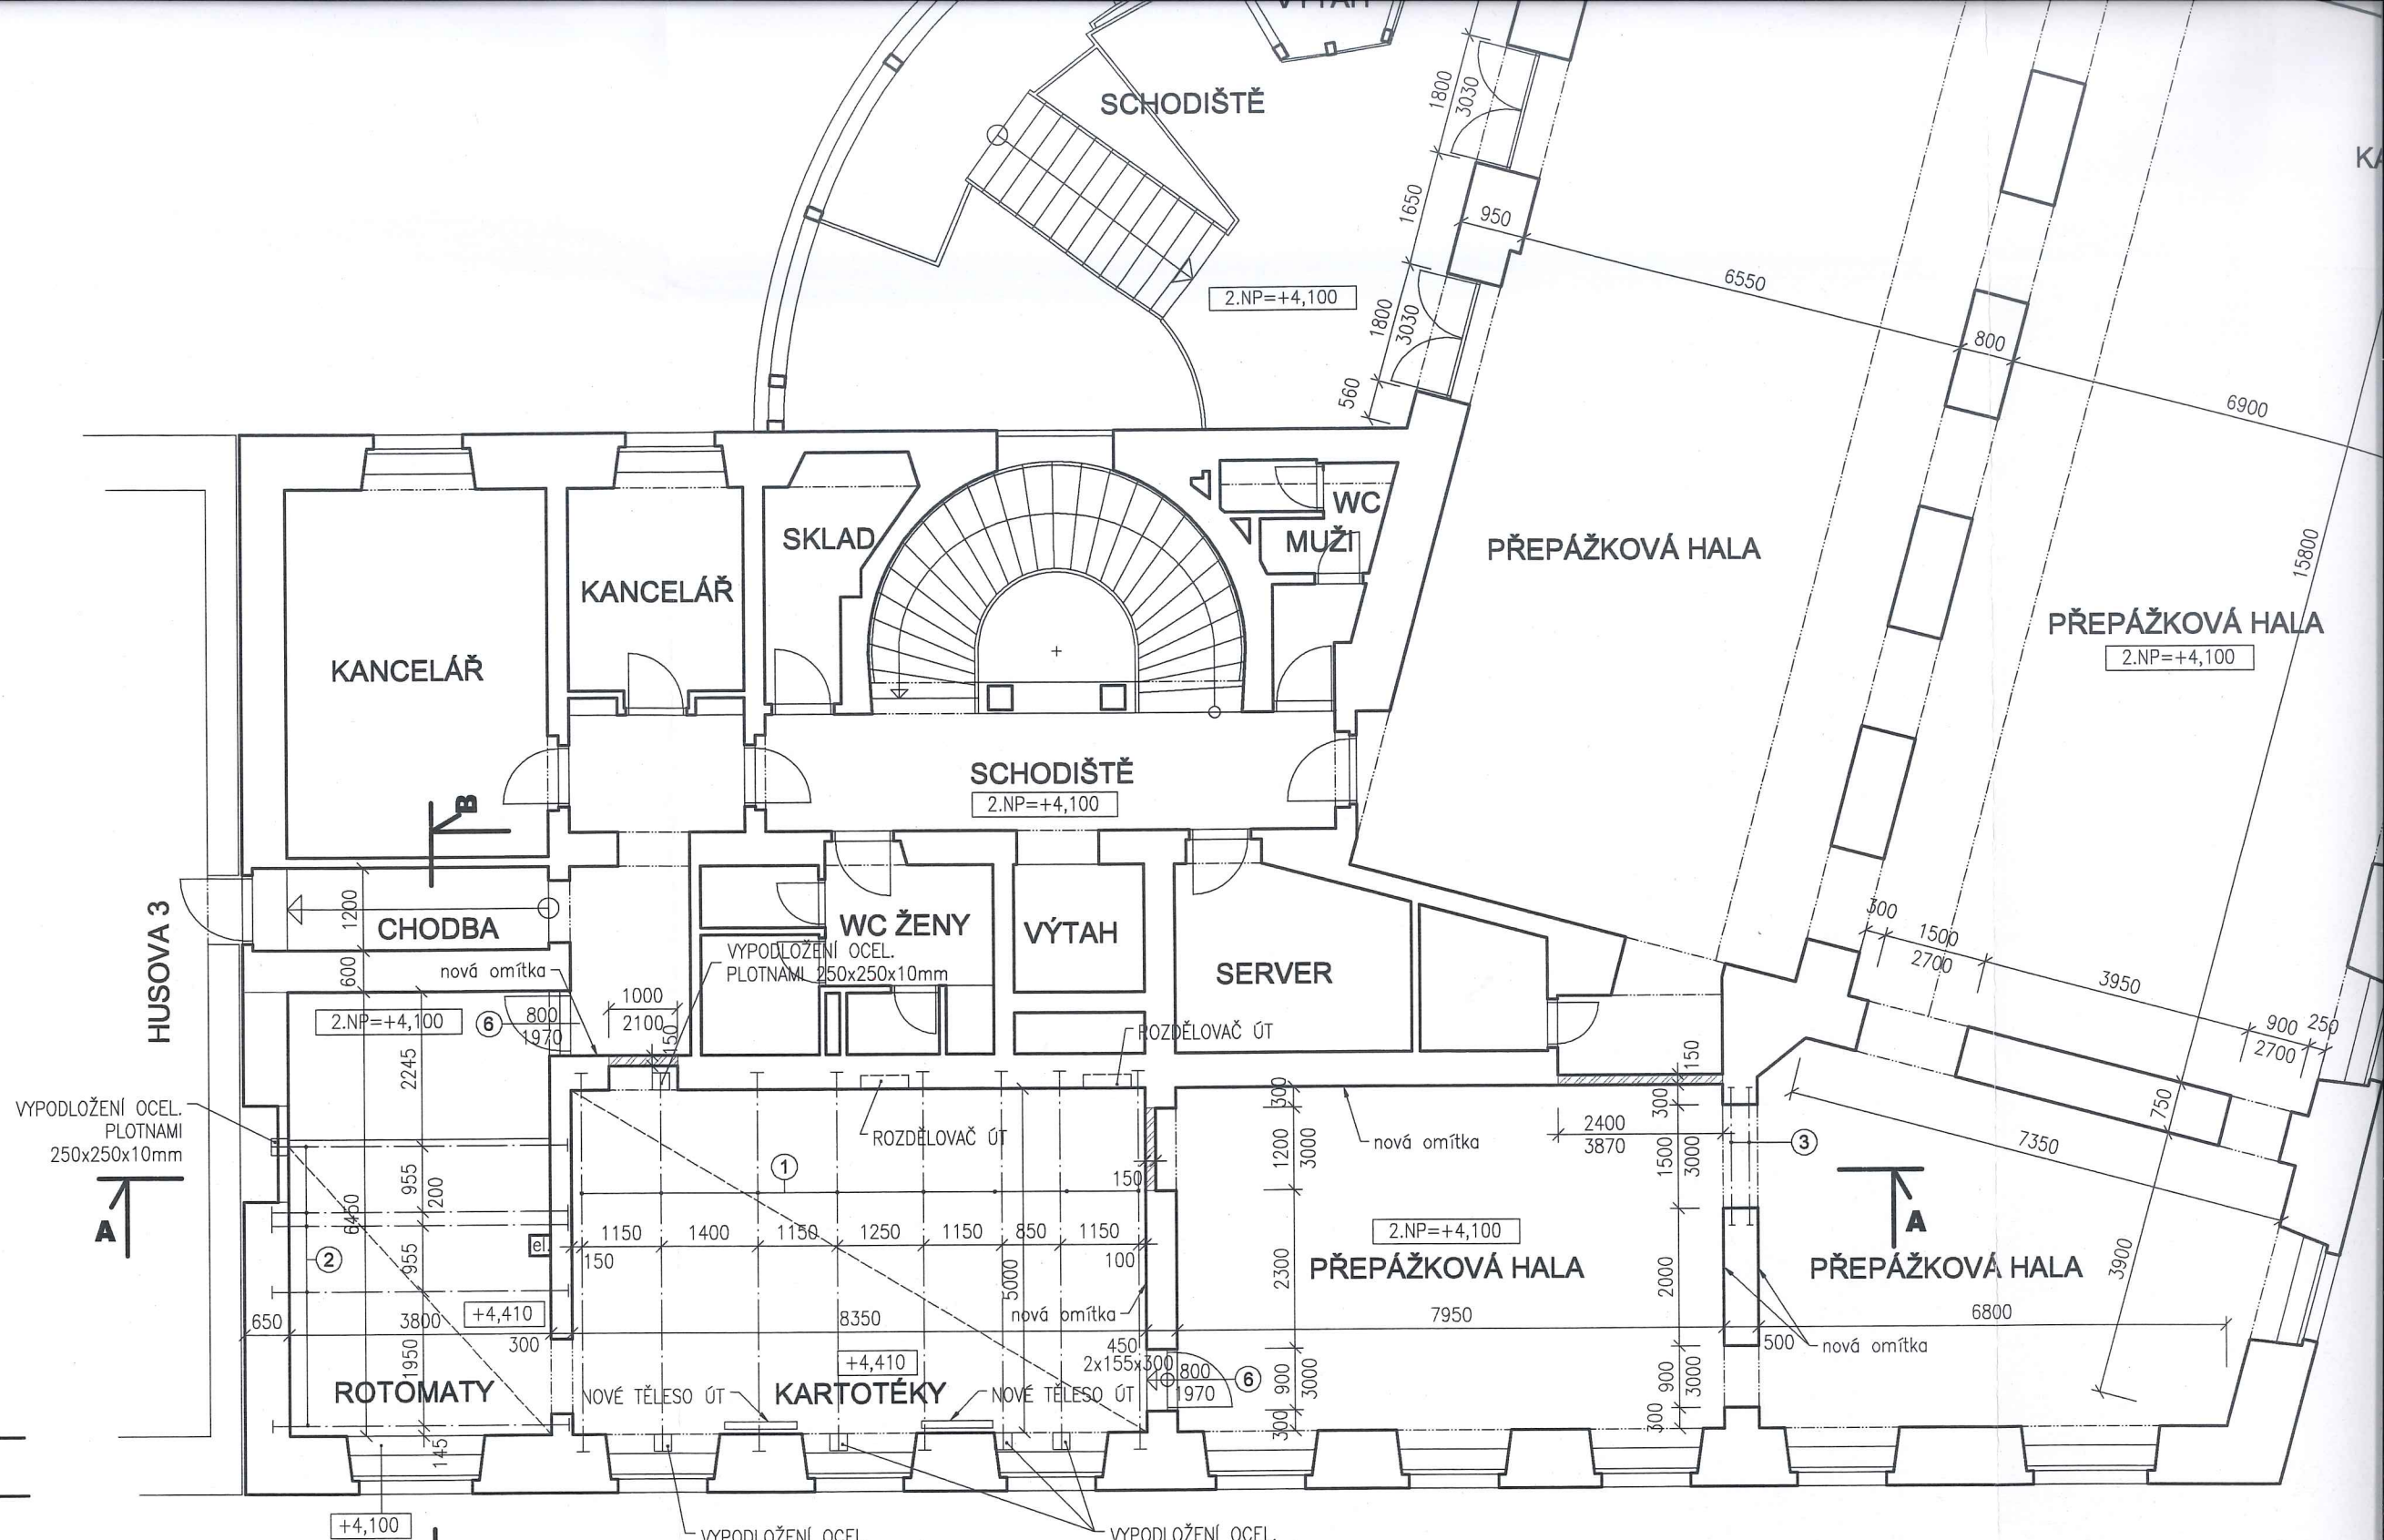 SCHODIŠTĚ
2.NP=+4,100
1800
3030
1650
950
1800
3030
560
6550
800
6900
15800
SKLAD
WC
MUŽI
KANCELÁŘ
KANCELÁŘ
PŘEPÁŽKOVÁ HALA
PŘEPÁŽKOVÁ HALA
2.NP=+4,100
SCHODIŠTĚ
2.NP=+4,100
B
HUSOVA 3
1200
CHODBA
600
nová omítka
WC ŽENY
VÝTAH
SERVER
VYPODLOŽENÍ OCEL.
PLOTNAMI 250x250x10mm
300
1500
2700
3950
900
2700
250
750
7350
3900
2.NP=+4,100
6
800
1970
1000
2100
150
ROZDĚLOVAČ ÚT
ROZDĚLOVAČ ÚT
2245
VYPODLOŽENÍ OCEL.
PLOTNAMI
250x250x10mm
A
955
200
6450
955
2
el.
1
1150
1400
1150
1250
1150
850
1150
150
100
5000
150
300
1200
3000
nová omítka
2400
3870
150
300
1500
3000
3
A
2.NP=+4,100
PŘEPÁŽKOVÁ HALA
PŘEPÁŽKOVÁ HALA
2300
2000
650
3800
+4,410
300
8350
nová omítka
7950
500
6800
nová omítka
1950
ROTOMATY
145
+4,410
KARTOTÉKY
NOVÉ TĚLESO ÚT
NOVÉ TĚLESO ÚT
450
2x155x300
800
1970
6
900
3000
300
900
3000
300
+4,100
VYPODLOŽENÍ OCEL.
VYPODLOŽENÍ OCEL.